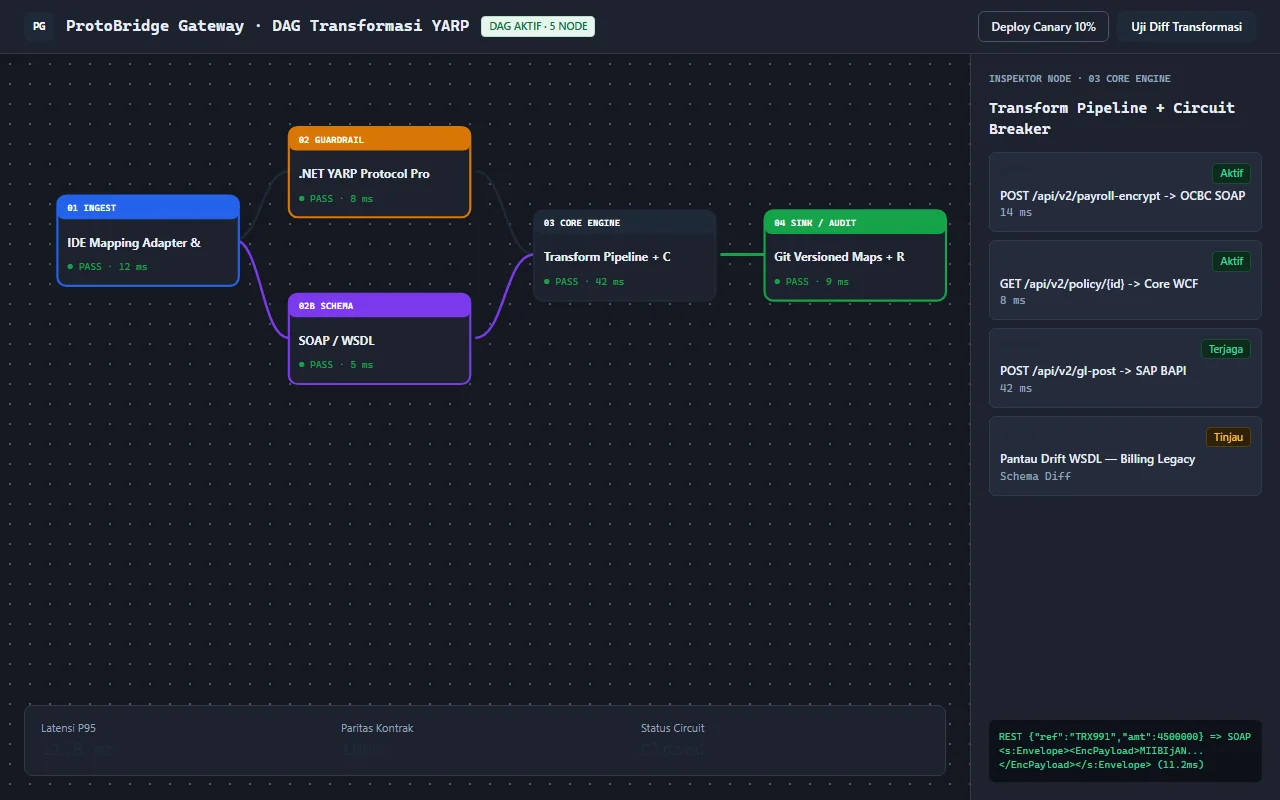 PG
ProtoBridge Gateway · DAG Transformasi YARP
DAG AKTIF · 5 NODE
Deploy Canary 10%
Uji Diff Transformasi
01 INGEST
IDE Mapping Adapter &
PASS · 12 ms
02 GUARDRAIL
.NET YARP Protocol Pro
PASS · 8 ms
02B SCHEMA
SOAP / WSDL
PASS · 5 ms
03 CORE ENGINE
Transform Pipeline + C
PASS · 42 ms
04 SINK / AUDIT
Git Versioned Maps + R
PASS · 9 ms
Latensi P95
Paritas Kontrak
Status Circuit
INSPEKTOR NODE · 03 CORE ENGINE
Transform Pipeline + Circuit
Breaker
Aktif
POST /api/v2/payroll-encrypt -> OCBC SOAP
14 ms
Aktif
GET /api/v2/policy/{id} -> Core WCF
8 ms
Terjaga
POST /api/v2/gl-post -> SAP BAPI
42 ms
Tinjau
Pantau Drift WSDL — Billing Legacy
Schema Diff
REST {"ref":"TRX991","amt":4500000} => SOAP
<s:Envelope><EncPayload>MIIBIjAN...
</EncPayload></s:Envelope> (11.2ms)